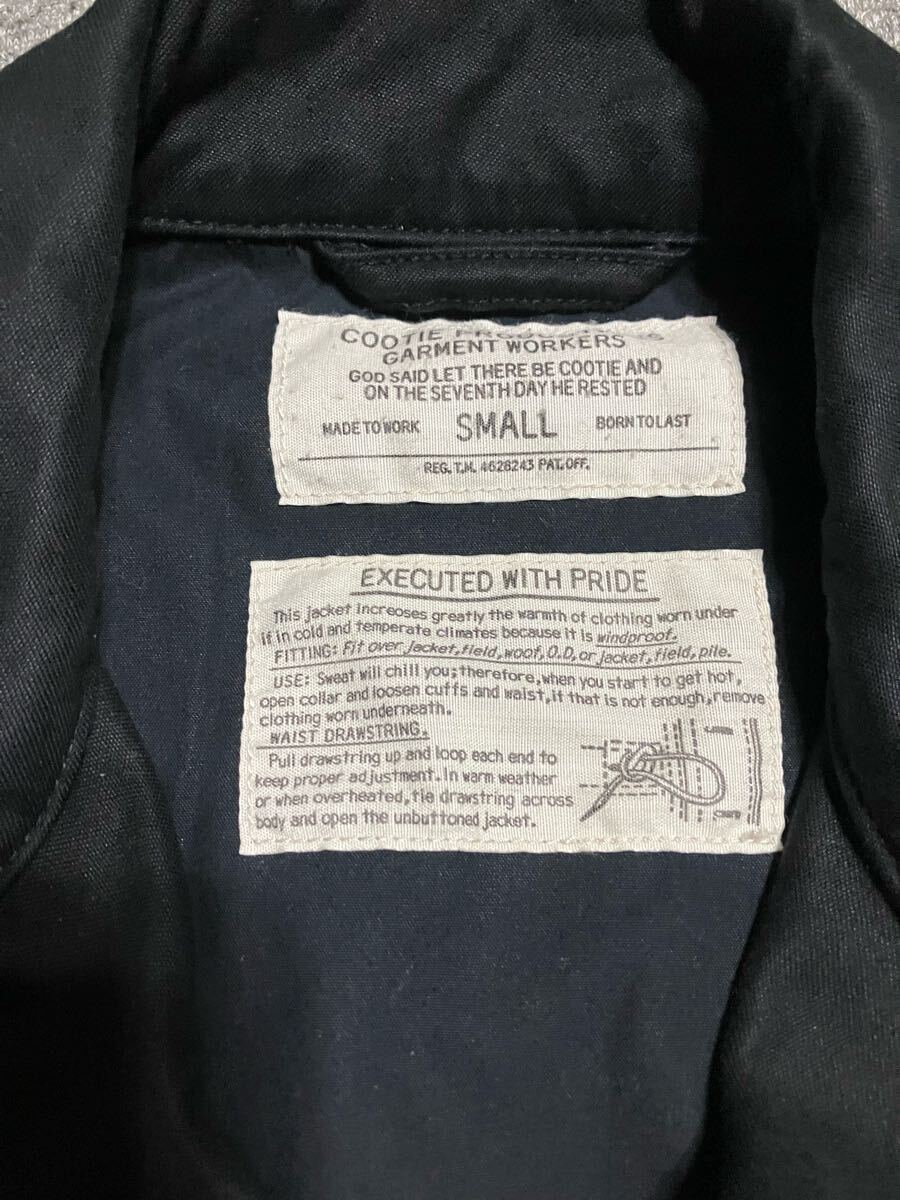 COOTIE
GARMENT WORKERS
GOD SAID LET THERE BE COOTIE AND
ON THE SEVENTH DAY HE RESTED
MADE TO WORK SMALL BORN TO LAST
REG. T.M. 4628243 PAT. OFF.
EXECUTED WITH PRIDE
This jacket increoses greatly the warmth of clothing worn under
it in cold and temperate climates because it is windproof.
FITTING: Fit over jacket, field, woof, O.D, or jacket, field, pile.
USE: Sweat will chill you; therefore, when you start to get hot,
open collar and loosen cuffs and waist, it that is not enough, remove
clothing worn underneath.
WAIST DRAWSTRING.
Pull drawstring up and loop each end to
keep proper adjustment. In warm weather
or when overheated, tie drawstring across
body and open the unbuttoned jacket.